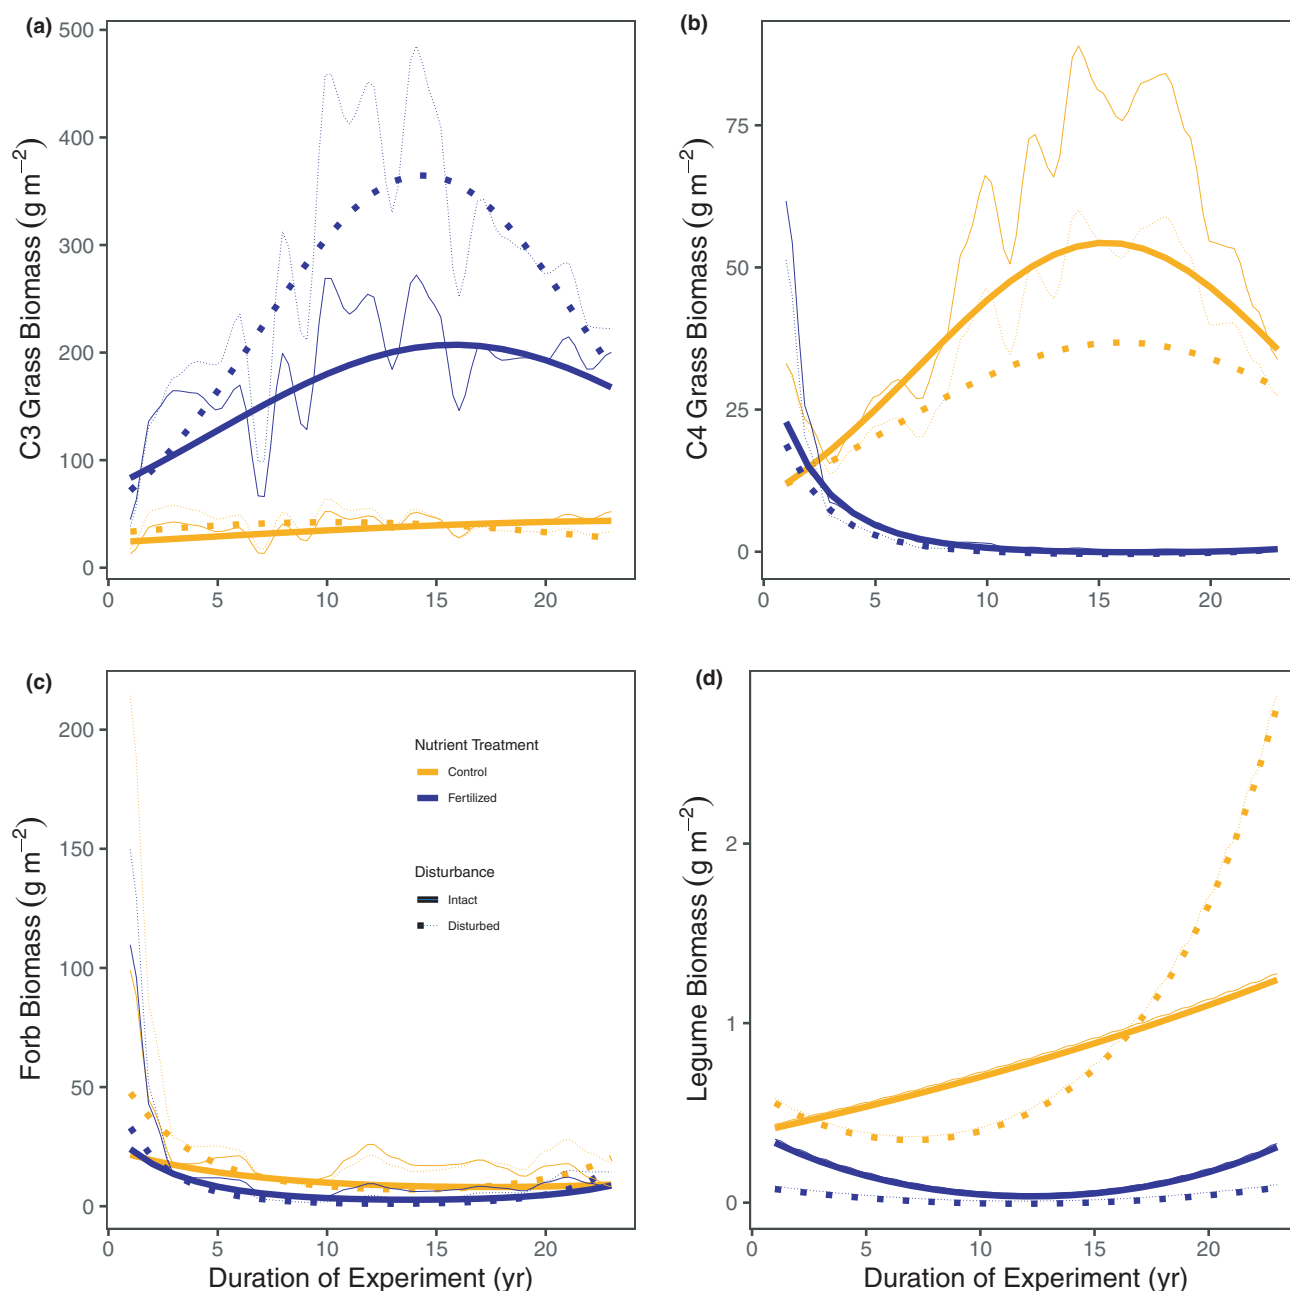 (a)
C3 Grass Biomass (g m−2)
500
400
300
200
100
0
0 5 10 15 20
(b)
C4 Grass Biomass (g m−2)
75
50
25
0
0 5 10 15 20
(c)
Forb Biomass (g m−2)
200
150
100
50
0
Nutrient Treatment
Control
Fertilized
Disturbance
Intact
Disturbed
0 5 10 15 20
Duration of Experiment (yr)
(d)
Legume Biomass (g m−2)
2
1
0
0 5 10 15 20
Duration of Experiment (yr)